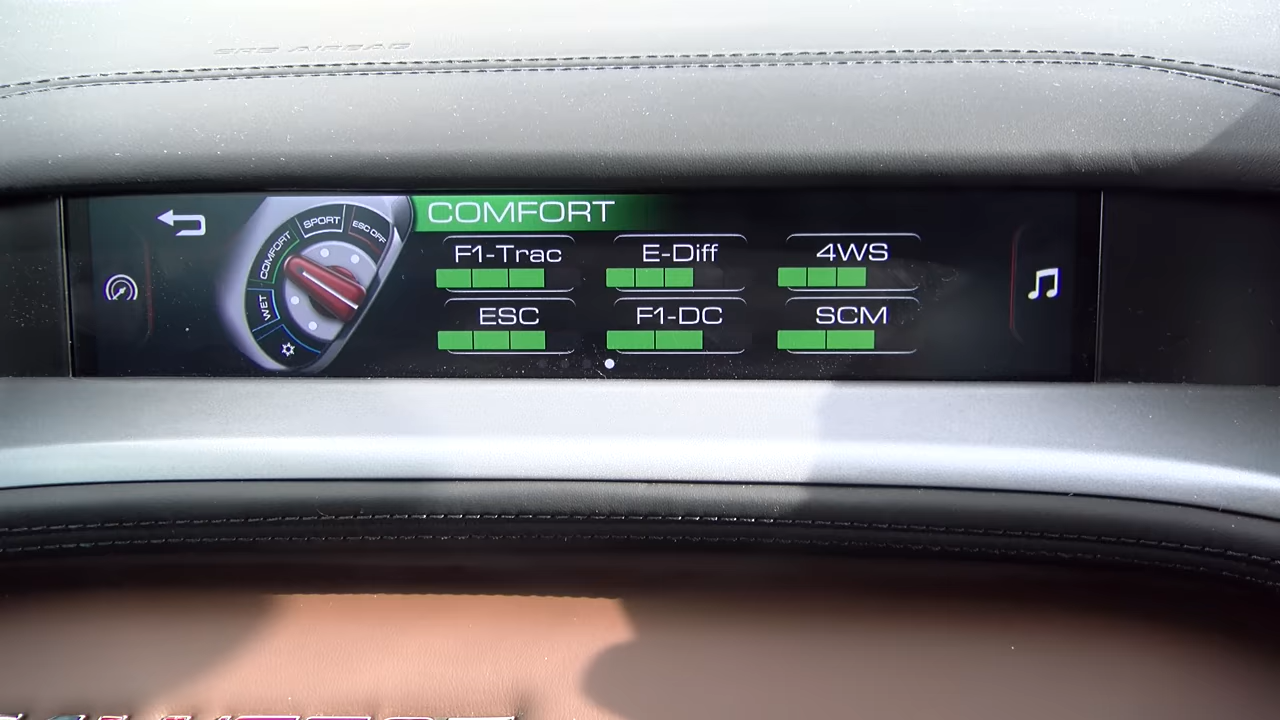 SRS AIRBAG
COMFORT
SPORT
ESC OFF
COMFORT
WET
F1-Trac
E-Diff
4WS
ESC
F1-DC
SCM